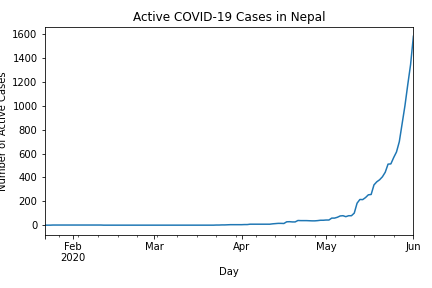 Active COVID-19 Cases in Nepal
1600
1400
1200
1000
800
600
400
200
0
Number of Active Cases
Feb
2020
Mar
Apr
May
Jun
Day